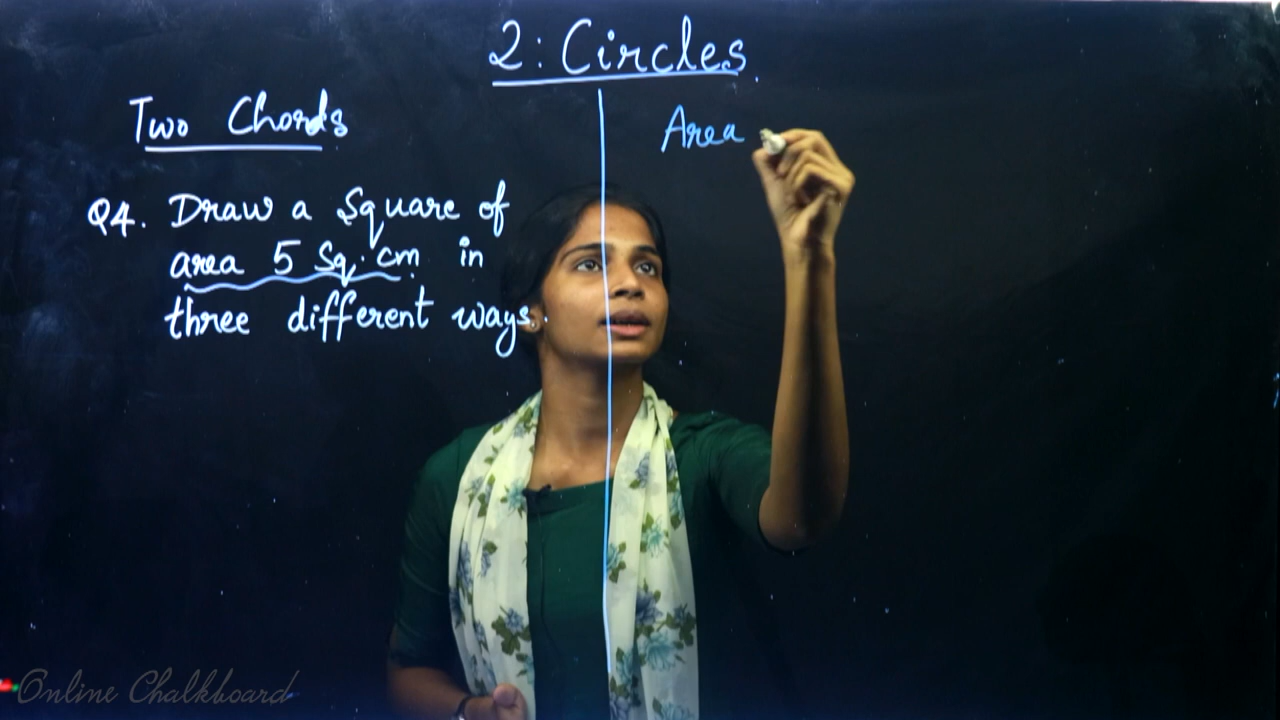 2: Circles
Two Chords
Q4. Draw a Square of
area 5 Sq. cm in
three different ways.
Area
Online Chalkboard